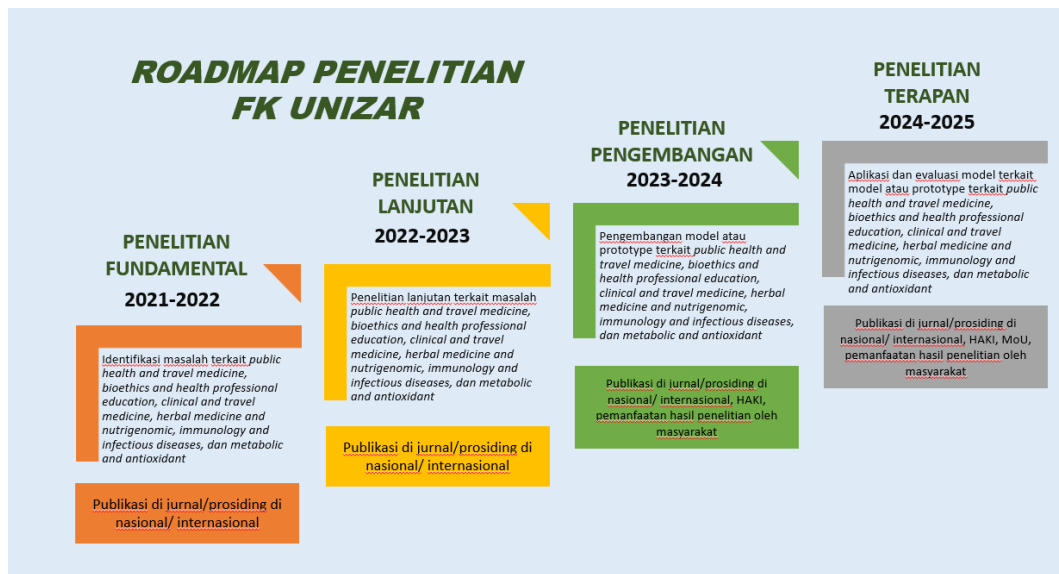 ROADMAP PENELITIAN
FK UNIZAR
PENELITIAN
FUNDAMENTAL
2021-2022
Identifikasi masalah terkait public
health and travel medicine,
bioethics and health professional
education, clinical and travel
medicine, herbal medicine and
nutrigenomic, immunology and
infectious diseases, dan metabolic
and antioxidant
Publikasi di jurnal/prosiding di
nasional/ internasional
PENELITIAN
LANJUTAN
2022-2023
Penelitian lanjutan terkait masalah
public health and travel medicine,
bioethics and health professional
education, clinical and travel
medicine, herbal medicine and
nutrigenomic, immunology and
infectious diseases, dan metabolic
and antioxidant
Publikasi di jurnal/prosiding di
nasional/ internasional
PENELITIAN
PENGEMBANGAN
2023-2024
Pengembangan model atau
prototype terkait public health and
travel medicine, bioethics and
health professional education,
clinical and travel medicine, herbal
medicine and nutrigenomic,
immunology and infectious diseases,
dan metabolic and antioxidant
Publikasi di jurnal/prosiding di
nasional/ internasional, HAKI,
pemanfaatan hasil penelitian oleh
masyarakat
PENELITIAN
TERAPAN
2024-2025
Aplikasi dan evaluasi model terkait
model atau prototype terkait public
health and travel medicine,
bioethics and health professional
education, clinical and travel
medicine, herbal medicine and
nutrigenomic, immunology and
infectious diseases, dan metabolic
and antioxidant
Publikasi di jurnal/prosiding di
nasional/ internasional, HAKI, MoU,
pemanfaatan hasil penelitian oleh
masyarakat